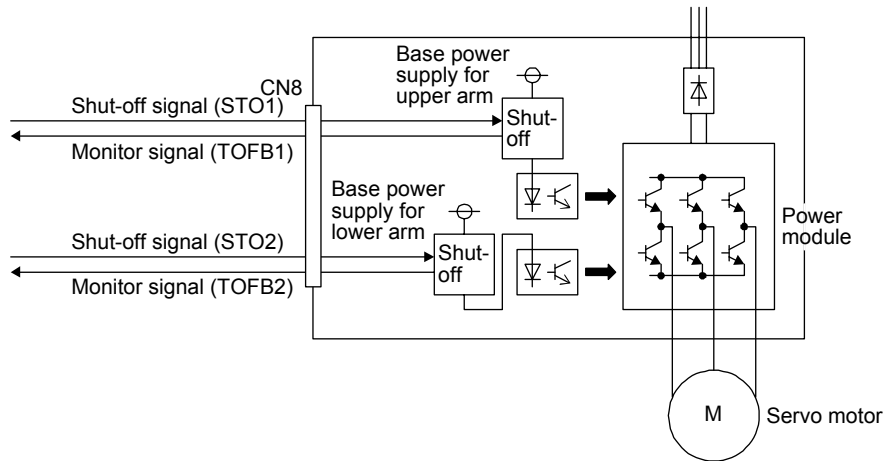 Base power
supply for
upper arm
CN8
Shut-off signal (STO1)
Monitor signal (TOFB1)
Shut-
off
Base power
supply for
lower arm
Shut-off signal (STO2)
Monitor signal (TOFB2)
Shut-
off
Power
module
M
Servo motor